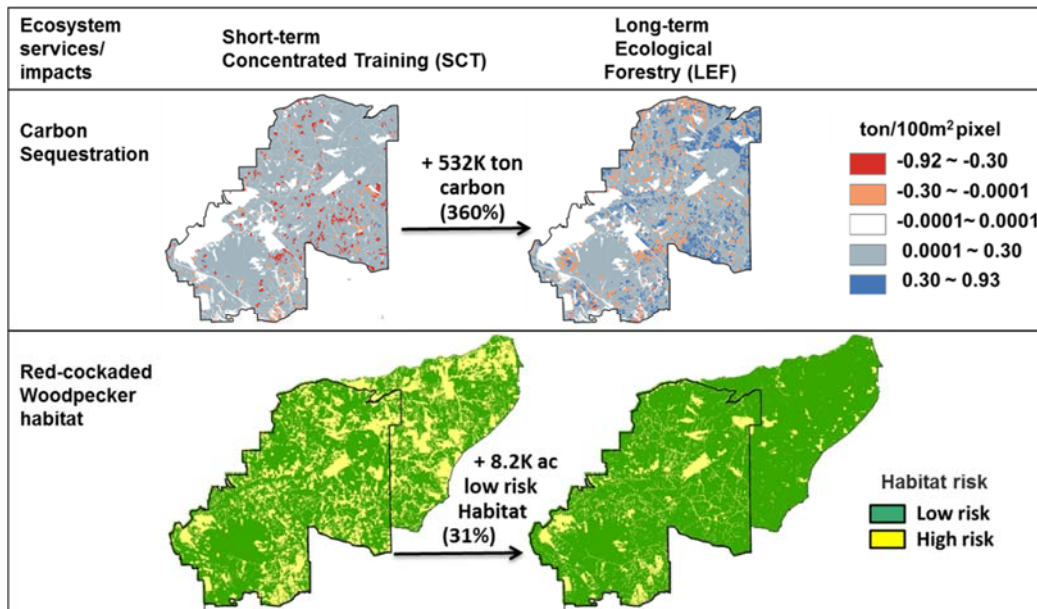 Ecosystem
services/
impacts
Short-term
Concentrated Training (SCT)
Long-term
Ecological
Forestry (LEF)
Carbon
Sequestration
+ 532K ton
carbon
(360%)
ton/100m² pixel
-0.92 ~ -0.30
-0.30 ~ -0.0001
-0.0001~ 0.0001
0.0001 ~ 0.30
0.30 ~ 0.93
Red-cockaded
Woodpecker
habitat
+ 8.2K ac
low risk
Habitat
(31%)
Habitat risk
Low risk
High risk